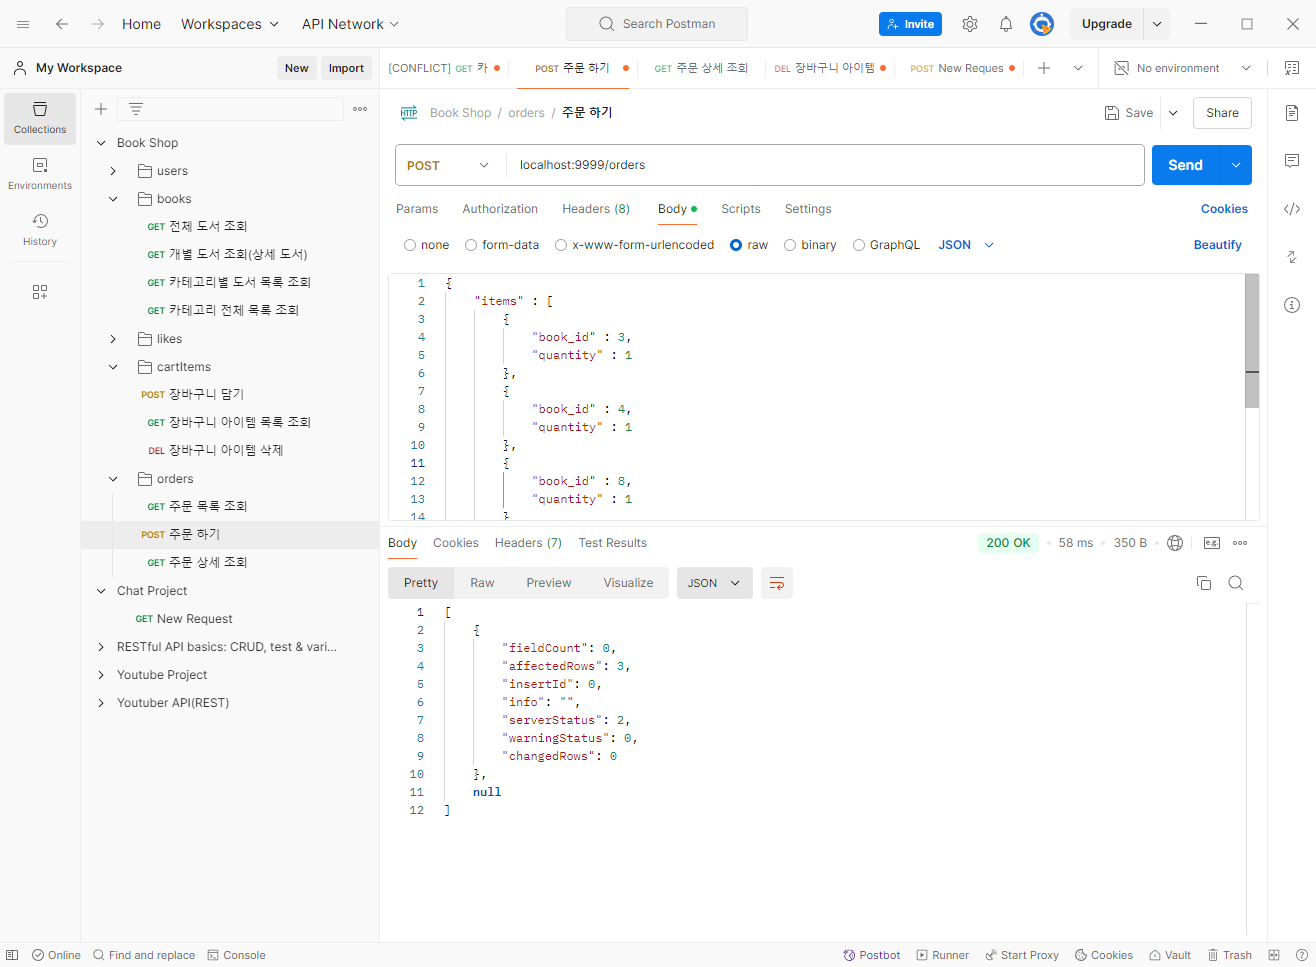 Home Workspaces API Network Search Postman Invite Upgrade
My Workspace New Import [CONFLICT] GET 카 POST 주문 하기 GET 주문 상세 조회 DEL 장바구니 아이템 POST New Reques No environment
Collections
Environments
History
Book Shop
users
books
GET 전체 도서 조회
GET 개별 도서 조회(상세 도서)
GET 카테고리별 도서 목록 조회
GET 카테고리 전체 목록 조회
likes
cartItems
POST 장바구니 담기
GET 장바구니 아이템 목록 조회
DEL 장바구니 아이템 삭제
orders
GET 주문 목록 조회
POST 주문 하기
GET 주문 상세 조회
Chat Project
GET New Request
RESTful API basics: CRUD, test & vari...
Youtube Project
Youtuber API(REST)
HTTP Book Shop / orders / 주문 하기 Save Share
POST localhost:9999/orders Send
Params Authorization Headers (8) Body Scripts Settings Cookies
none form-data x-www-form-urlencoded raw binary GraphQL JSON Beautify
1 {
2 "items" : [
3 {
4 "book_id" : 3,
5 "quantity" : 1
6 },
7 {
8 "book_id" : 4,
9 "quantity" : 1
10 },
11 {
12 "book_id" : 8,
13 "quantity" : 1
14 }
Body Cookies Headers (7) Test Results 200 OK 58 ms 350 B e.g.
Pretty Raw Preview Visualize JSON
1 [
2 {
3 "fieldCount": 0,
4 "affectedRows": 3,
5 "insertId": 0,
6 "info": "",
7 "serverStatus": 2,
8 "warningStatus": 0,
9 "changedRows": 0
10 },
11 null
12 ]
Online Find and replace Console Postbot Runner Start Proxy Cookies Vault Trash